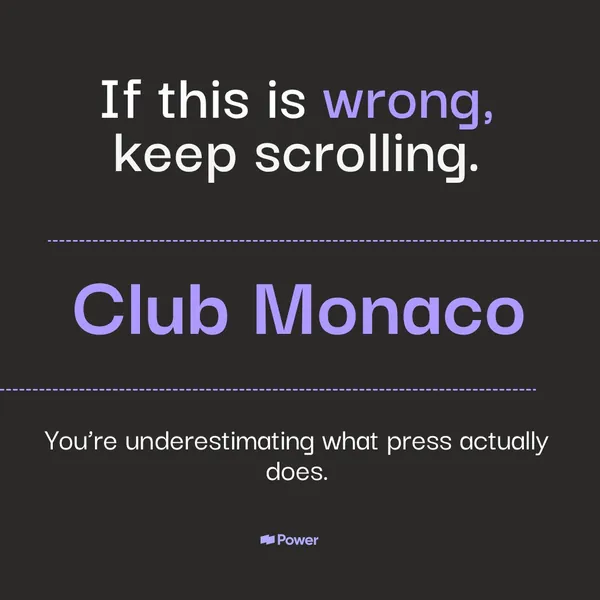 If this is wrong,
keep scrolling.
Club Monaco
You’re underestimating what press actually
does.
Power